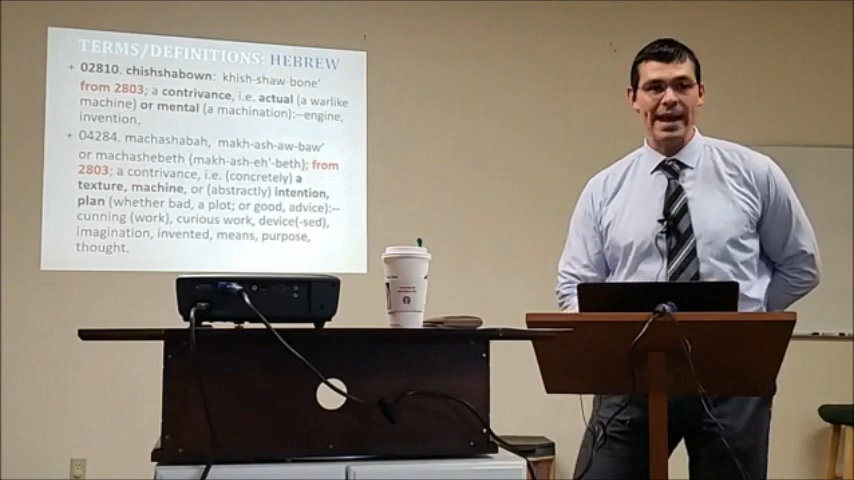 TERMS/DEFINITIONS: HEBREW
+ 02810. chishshabown: khish-shaw-bone'
from 2803; a contrivance, i.e. actual (a warlike
machine) or mental (a machination):--engine,
invention.
+ 04284. machashabah, makh-ash-aw-baw'
or machashebeth {makh-ash-eh'-beth}; from
2803; a contrivance, i.e. (concretely) a
texture, machine, or (abstractly) intention,
plan (whether bad, a plot; or good, advice):--
cunning (work), curious work, device(-sed),
imagination, invented, means, purpose,
thought.